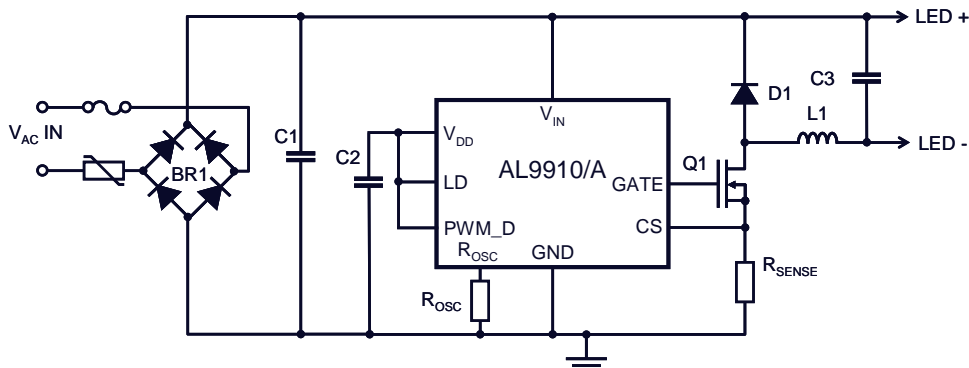 LED +
C3
D1
L1
V_AC IN
BR1
C1
C2
V_IN
V_DD
LD
AL9910/A
GATE
Q1
LED -
PWM_D
CS
R_OSC
GND
R_OSC
R_SENSE